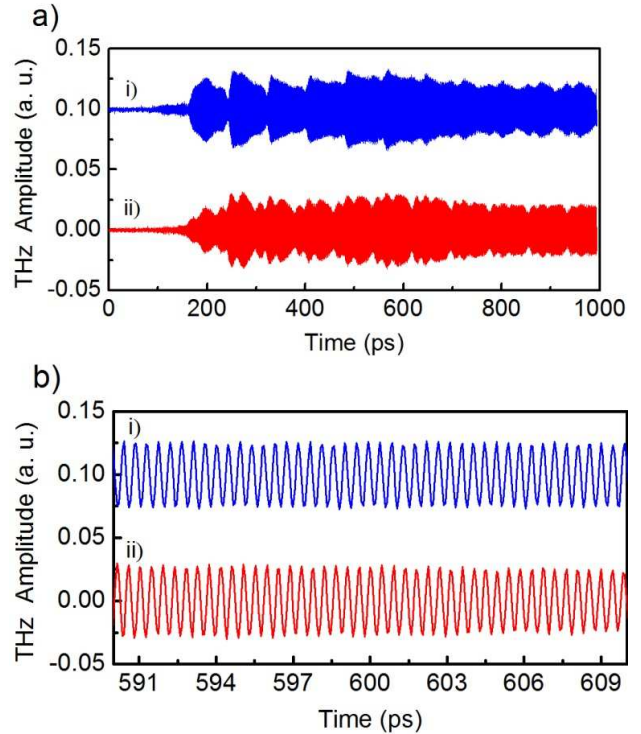 a)
0.15
i)
0.10
0.05
ii)
0.00
-0.05
0 200 400 600 800 1000
THz Amplitude (a. u.)
Time (ps)
b)
0.15
i)
0.10
0.05
ii)
0.00
-0.05
591 594 597 600 603 606 609
THz Amplitude (a. u.)
Time (ps)